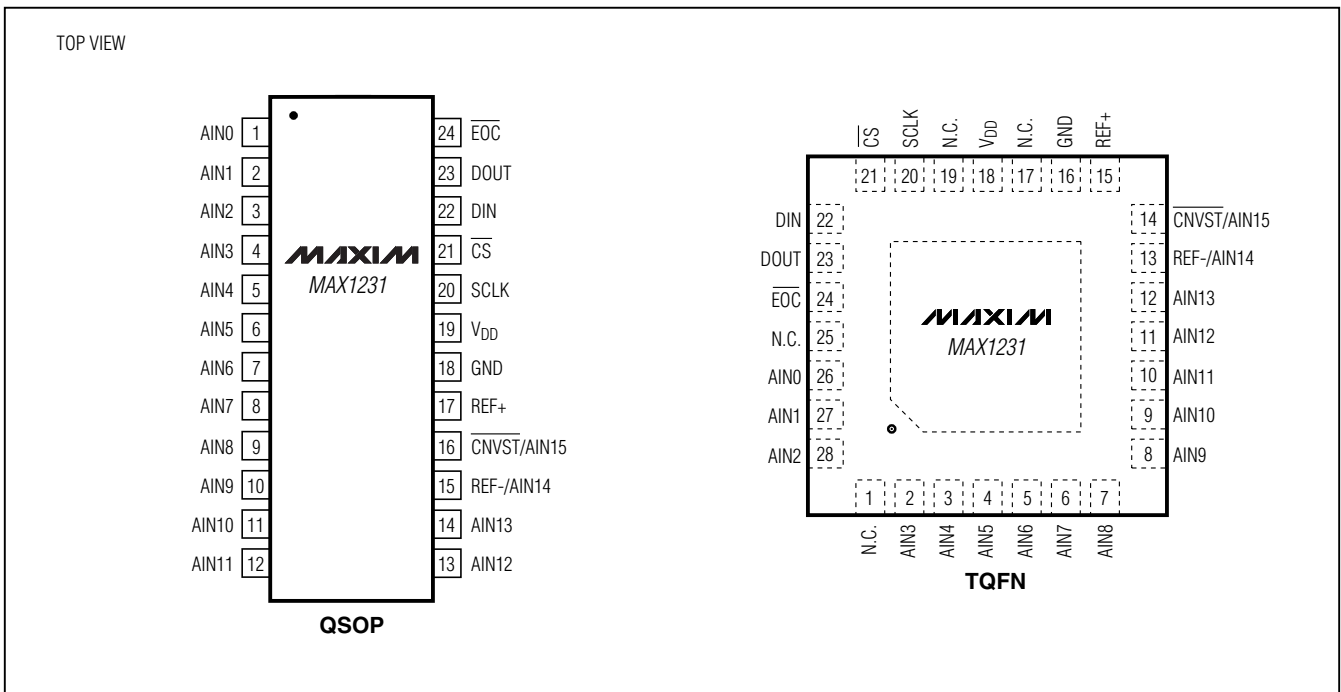 TOP VIEW
AIN0 1
AIN1 2
AIN2 3
AIN3 4
AIN4 5
AIN5 6
AIN6 7
AIN7 8
AIN8 9
AIN9 10
AIN10 11
AIN11 12
MAXIM
MAX1231
24 EOC
23 DOUT
22 DIN
21 CS
20 SCLK
19 VDD
18 GND
17 REF+
16 CNVST/AIN15
15 REF-/AIN14
14 AIN13
13 AIN12
QSOP
CS SCLK N.C. VDD N.C. GND REF+
21 20 19 18 17 16 15
DIN 22
DOUT 23
EOC 24
N.C. 25
AIN0 26
AIN1 27
AIN2 28
MAXIM
MAX1231
14 CNVST/AIN15
13 REF-/AIN14
12 AIN13
11 AIN12
10 AIN11
9 AIN10
8 AIN9
1 2 3 4 5 6 7
N.C. AIN3 AIN4 AIN5 AIN6 AIN7 AIN8
TQFN